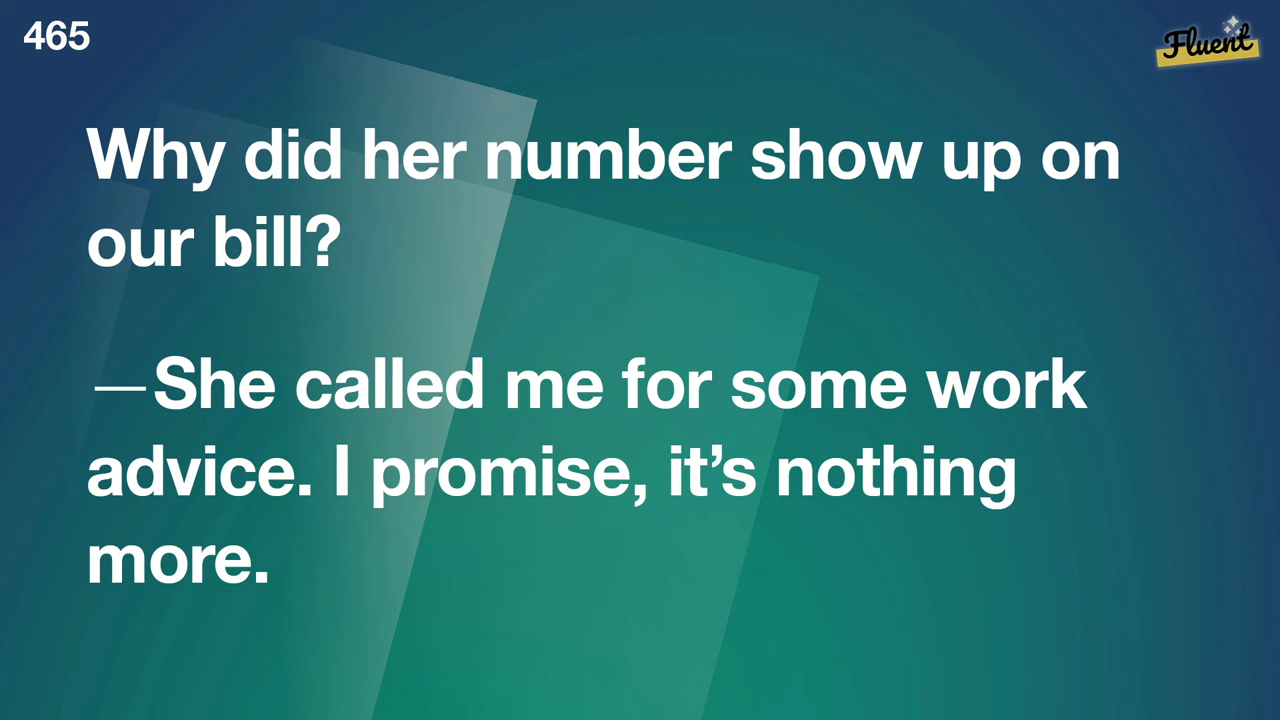 465
Fluent
Why did her number show up on
our bill?
—She called me for some work
advice. I promise, it’s nothing
more.